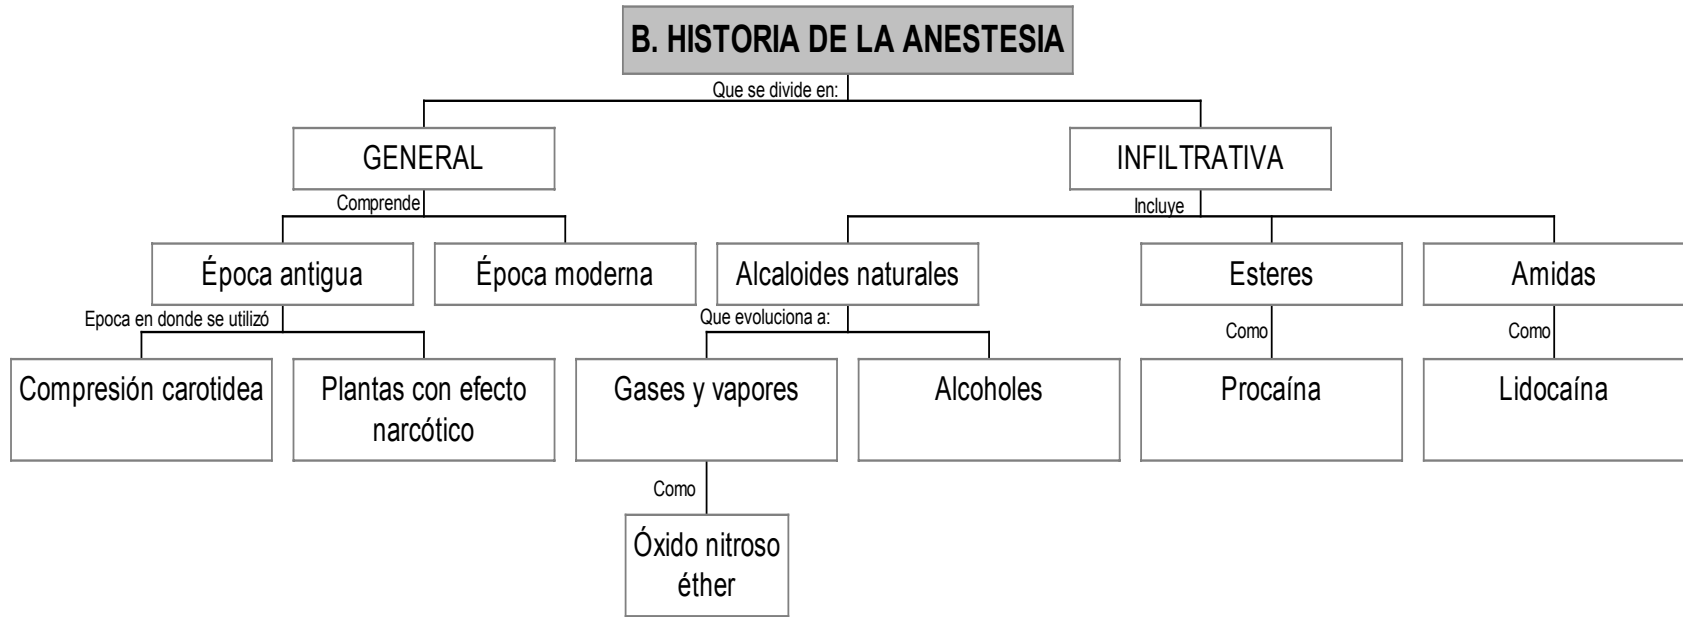 B. HISTORIA DE LA ANESTESIA
Que se divide en:
GENERAL
INFILTRATIVA
Comprende
Incluye
Época antigua
Época moderna
Alcaloides naturales
Esteres
Amidas
Epoca en donde se utilizó
Que evoluciona a:
Como
Como
Compresión carotidea
Plantas con efecto
narcótico
Gases y vapores
Alcoholes
Procaína
Lidocaína
Como
Óxido nitroso
éther